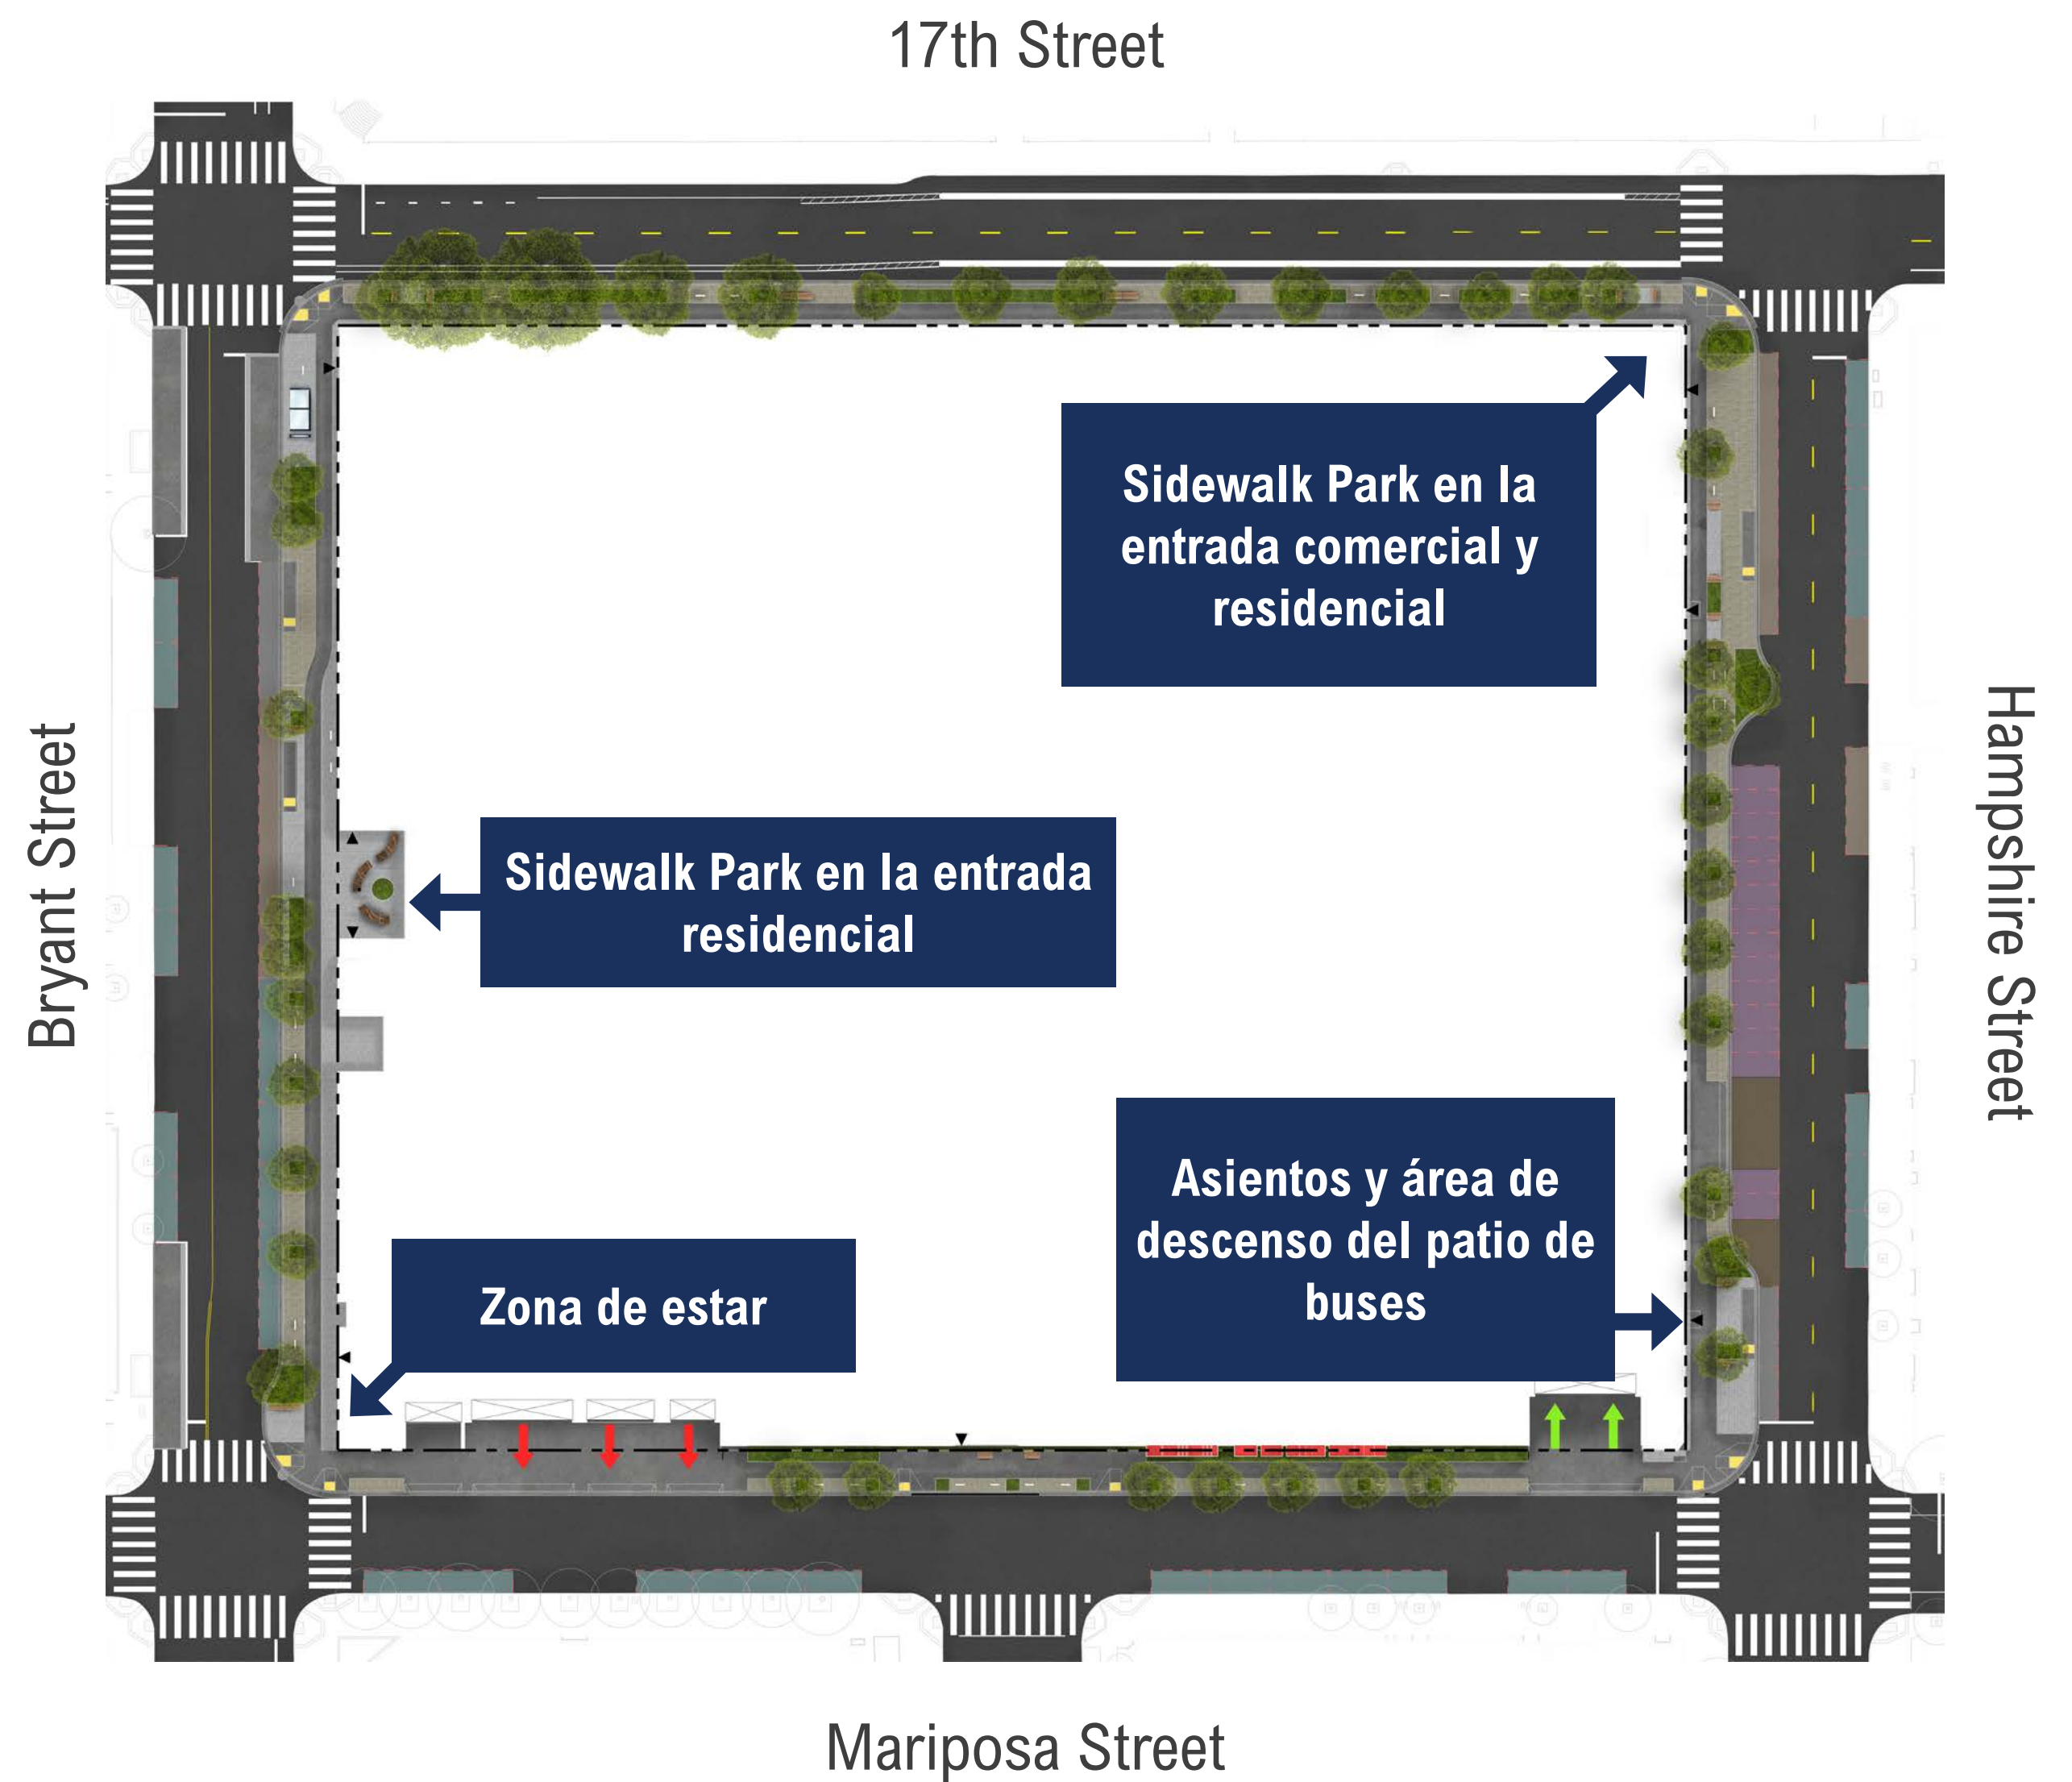 17th Street
Sidewalk Park en la
entrada comercial y
residencial
Bryant Street
Hampshire Street
Sidewalk Park en la entrada
residencial
Asientos y área de
descenso del patio de
buses
Zona de estar
Mariposa Street